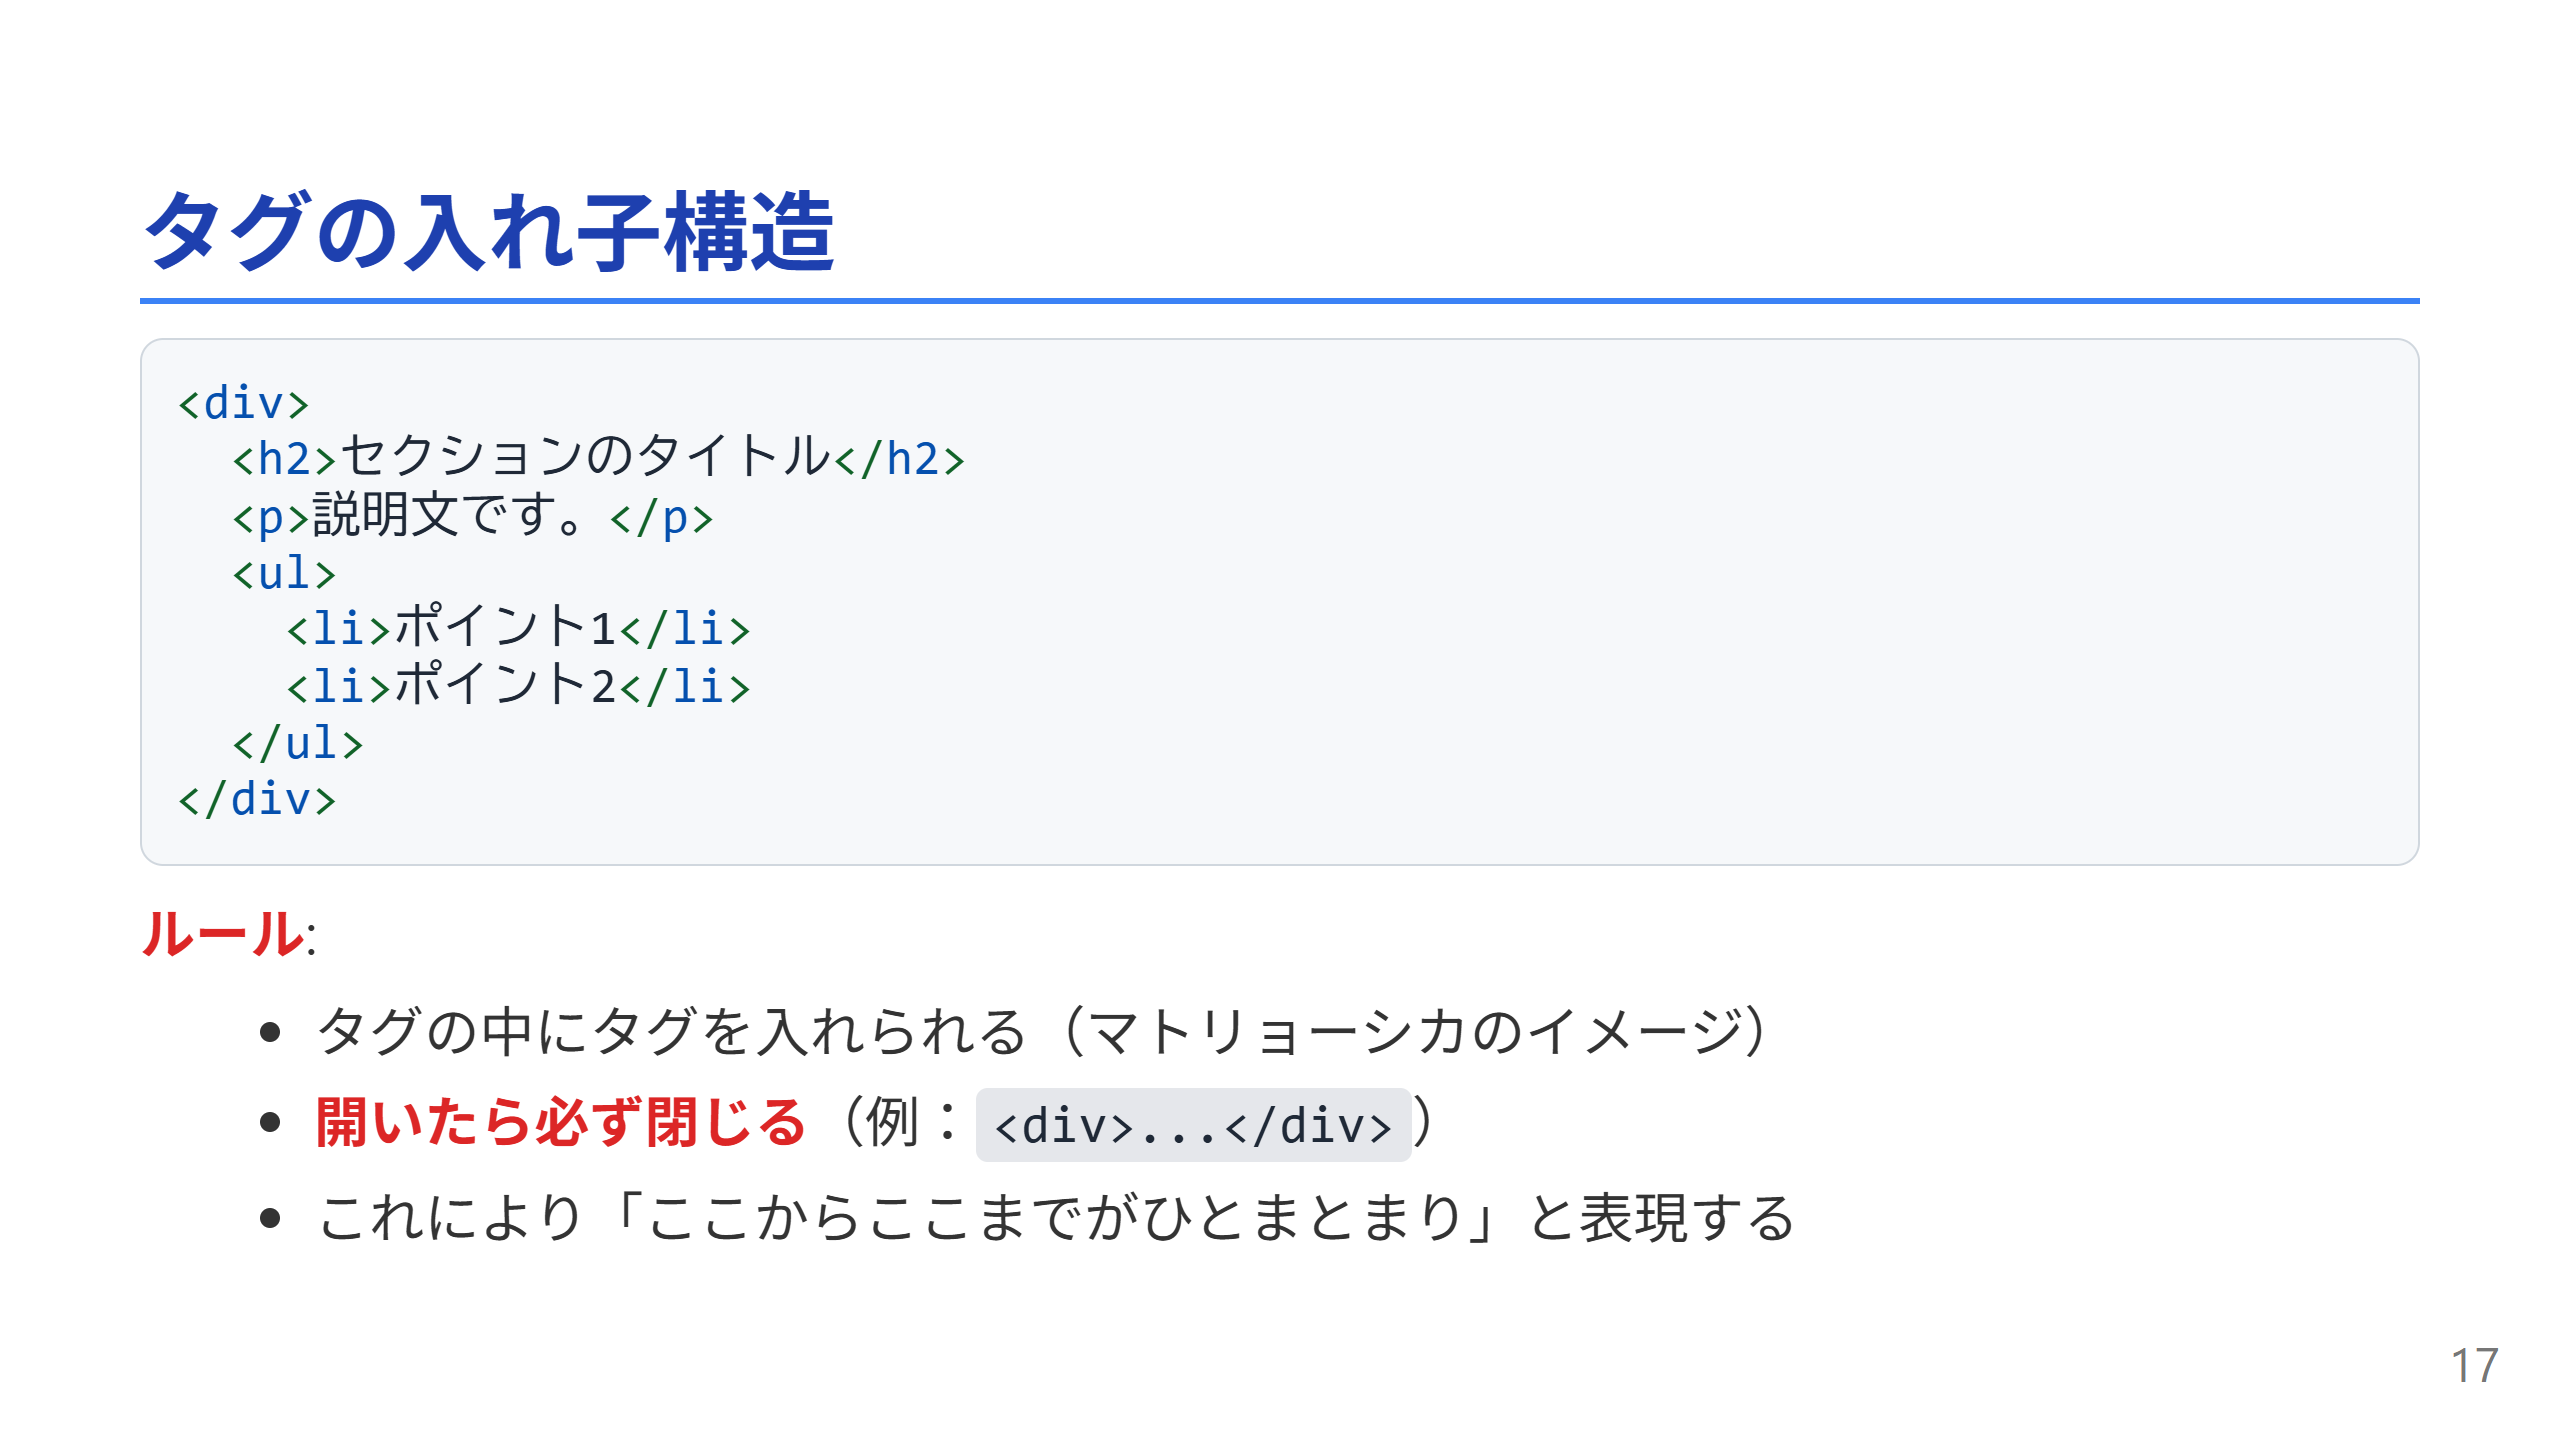 タグの入れ子構造
<div>
  <h2>セクションのタイトル</h2>
  <p>説明文です。</p>
  <ul>
    <li>ポイント1</li>
    <li>ポイント2</li>
  </ul>
</div>
ルール:
• タグの中にタグを入れられる（マトリョーシカのイメージ）
• 開いたら必ず閉じる（例：<div>...</div>）
• これにより「ここからここまでがひとまとまり」と表現する
17